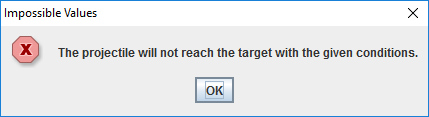 Impossible Values
The projectile will not reach the target with the given conditions.
OK